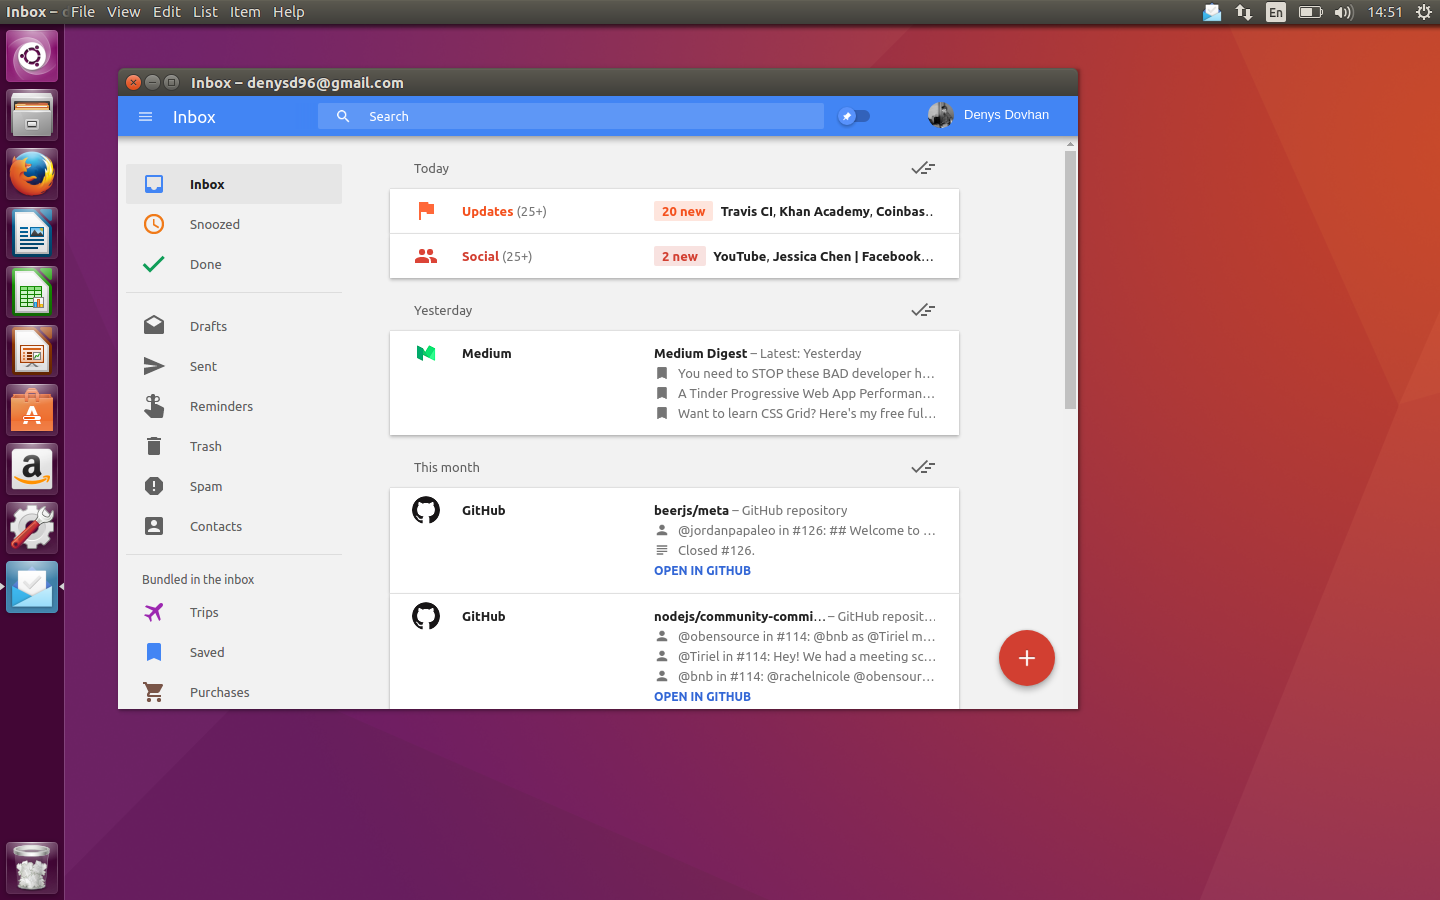 Inbox – File View Edit List Item Help
En 14:51
Inbox – denysd96@gmail.com
Inbox
Search
Denys Dovhan
Inbox
Snoozed
Done
Drafts
Sent
Reminders
Trash
Spam
Contacts
Bundled in the inbox
Trips
Saved
Purchases
Today
Updates (25+) 20 new Travis CI, Khan Academy, Coinbas..
Social (25+) 2 new YouTube, Jessica Chen | Facebook...
Yesterday
Medium
Medium Digest – Latest: Yesterday
You need to STOP these BAD developer h...
A Tinder Progressive Web App Performan...
Want to learn CSS Grid? Here's my free ful...
This month
GitHub
beerjs/meta – GitHub repository
@jordanpapaleo in #126: ## Welcome to ...
Closed #126.
OPEN IN GITHUB
GitHub
nodejs/community-commi... – GitHub reposit...
@obensource in #114: @bnb as @Tiriel m...
@Tiriel in #114: Hey! We had a meeting sc...
@bnb in #114: @rachelnicole @obensour...
OPEN IN GITHUB